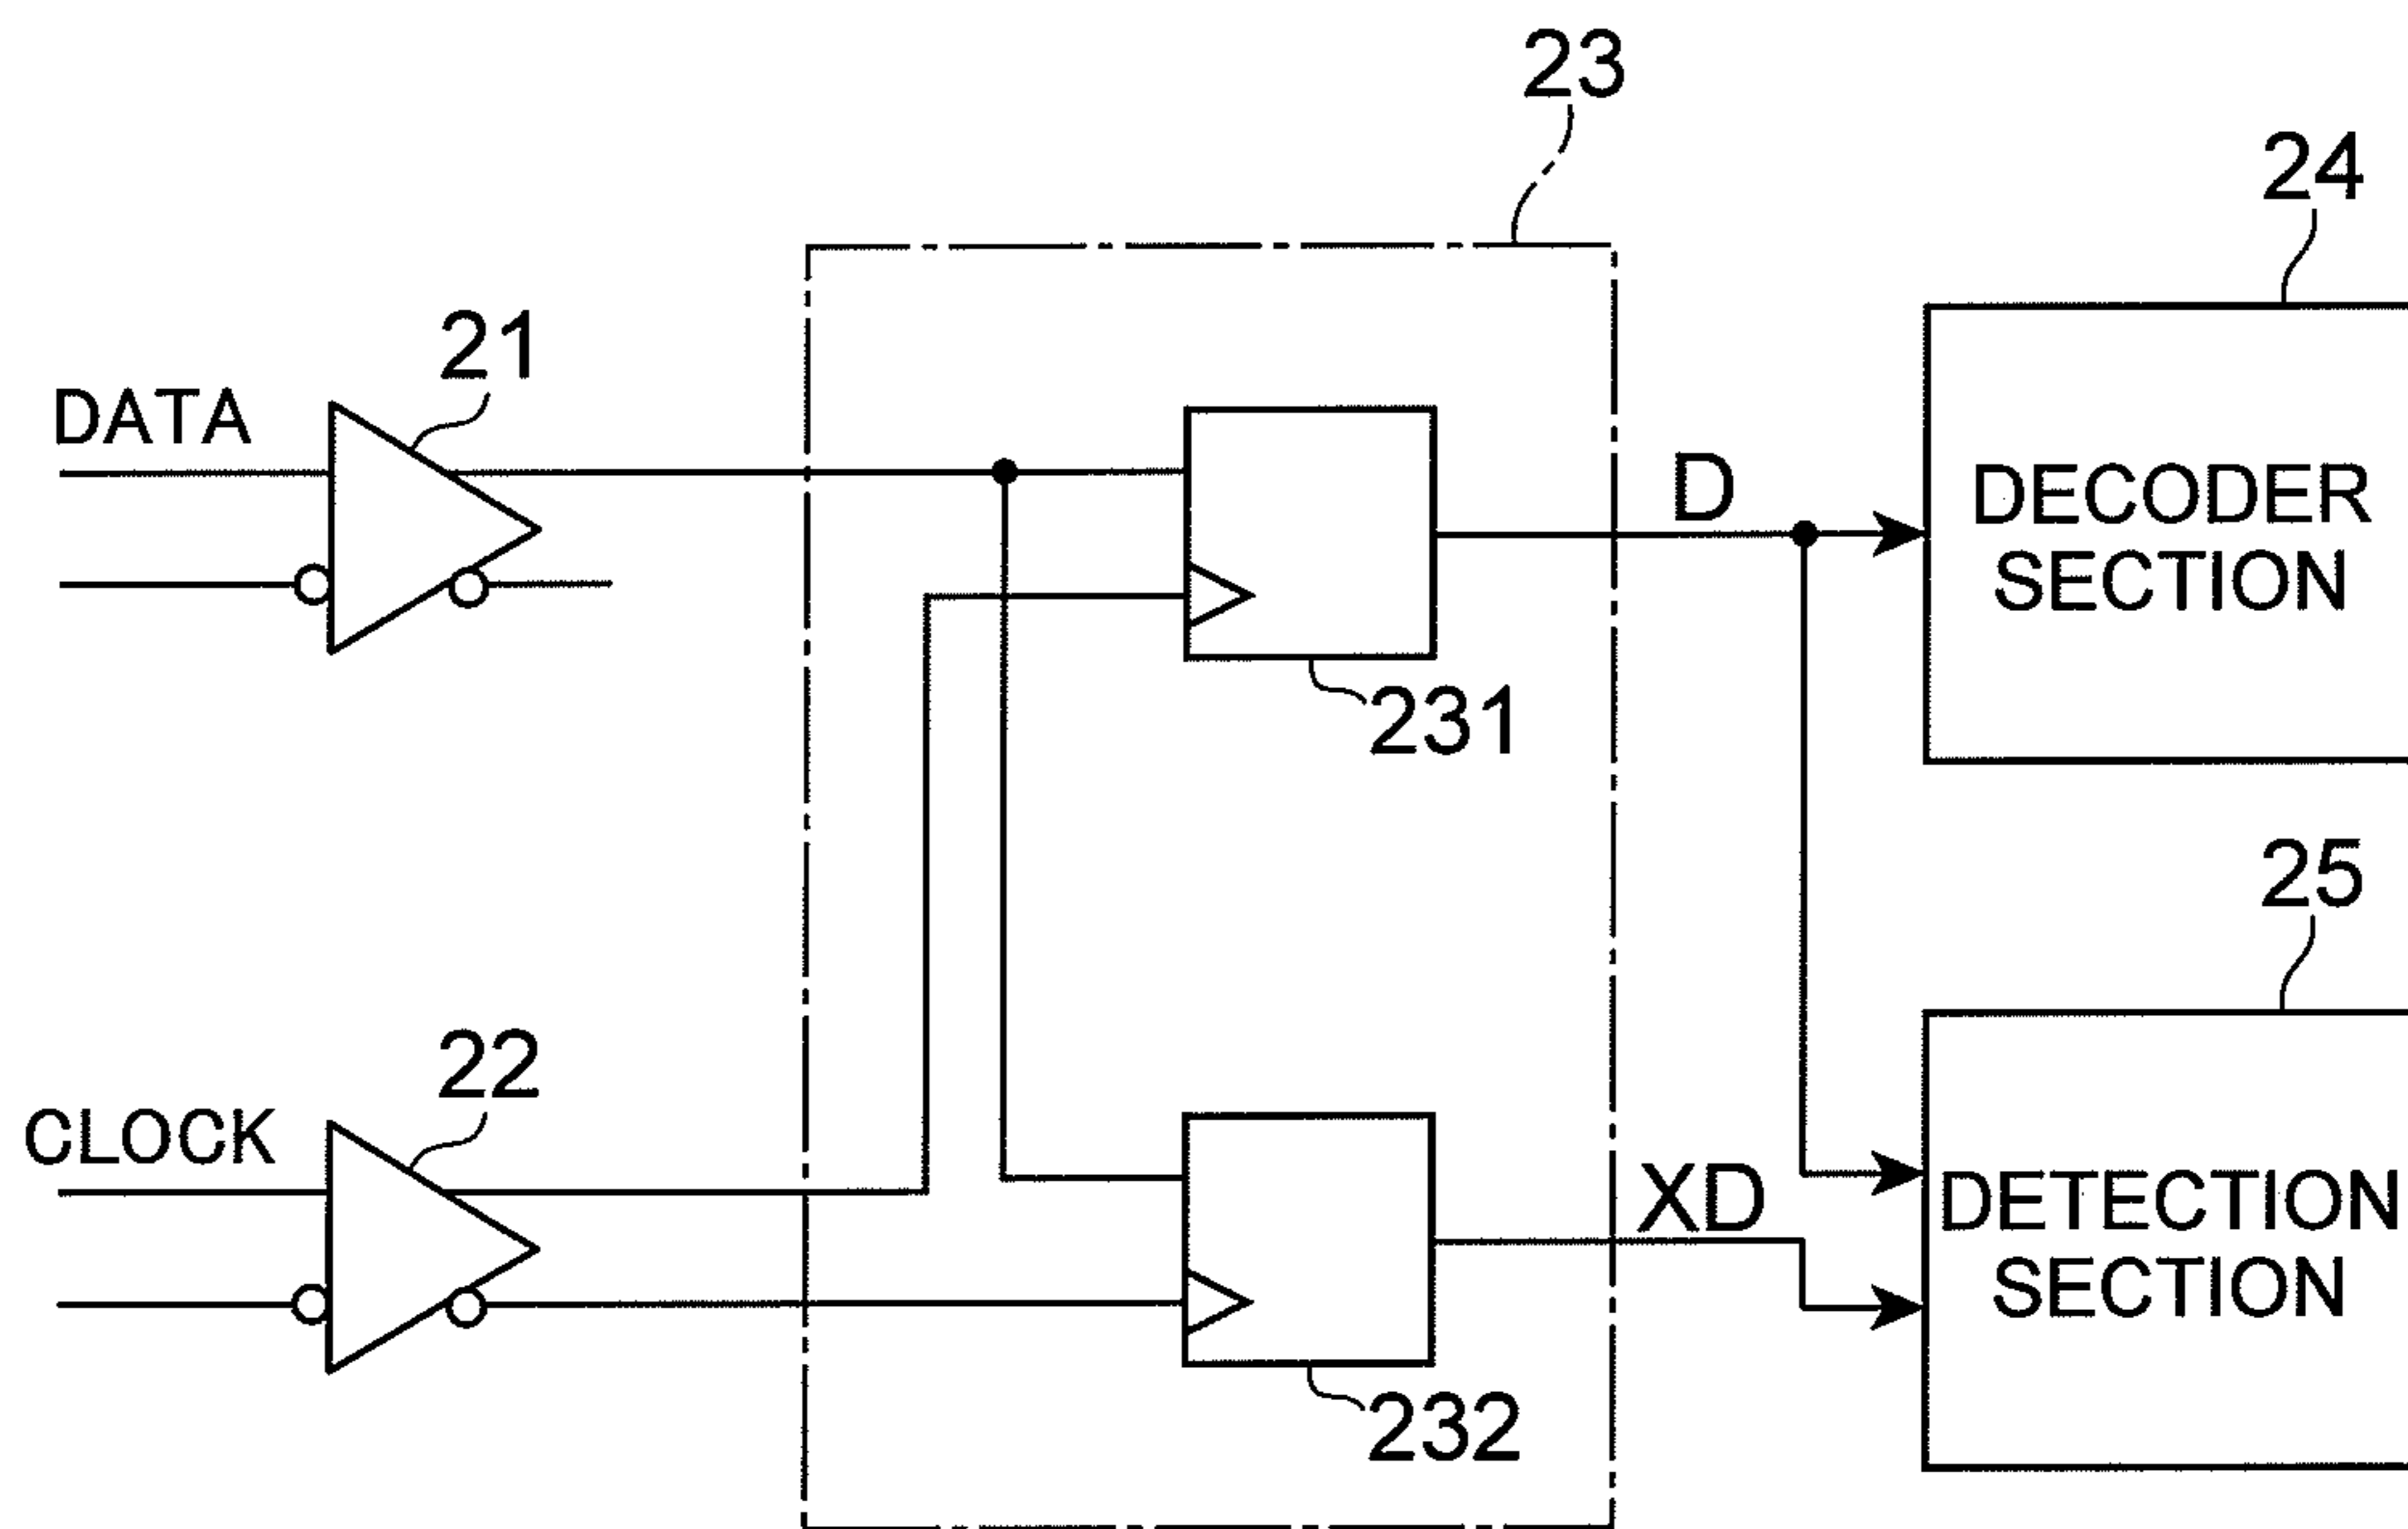 23
24
21
DATA
D
DECODER
SECTION
231
25
22
CLOCK
XD
DETECTION
SECTION
232